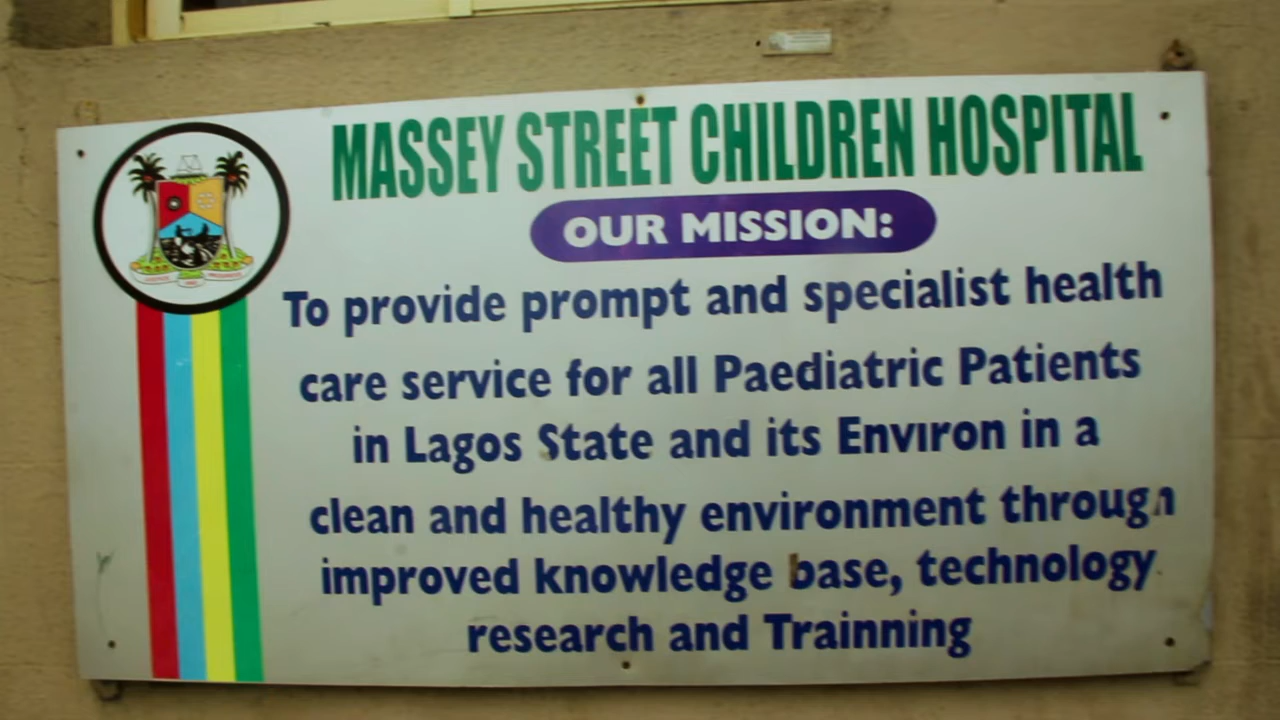 MASSEY STREET CHILDREN HOSPITAL
OUR MISSION:
To provide prompt and specialist health
care service for all Paediatric Patients
in Lagos State and its Environ in a
clean and healthy environment through
improved knowledge base, technology
research and Trainning